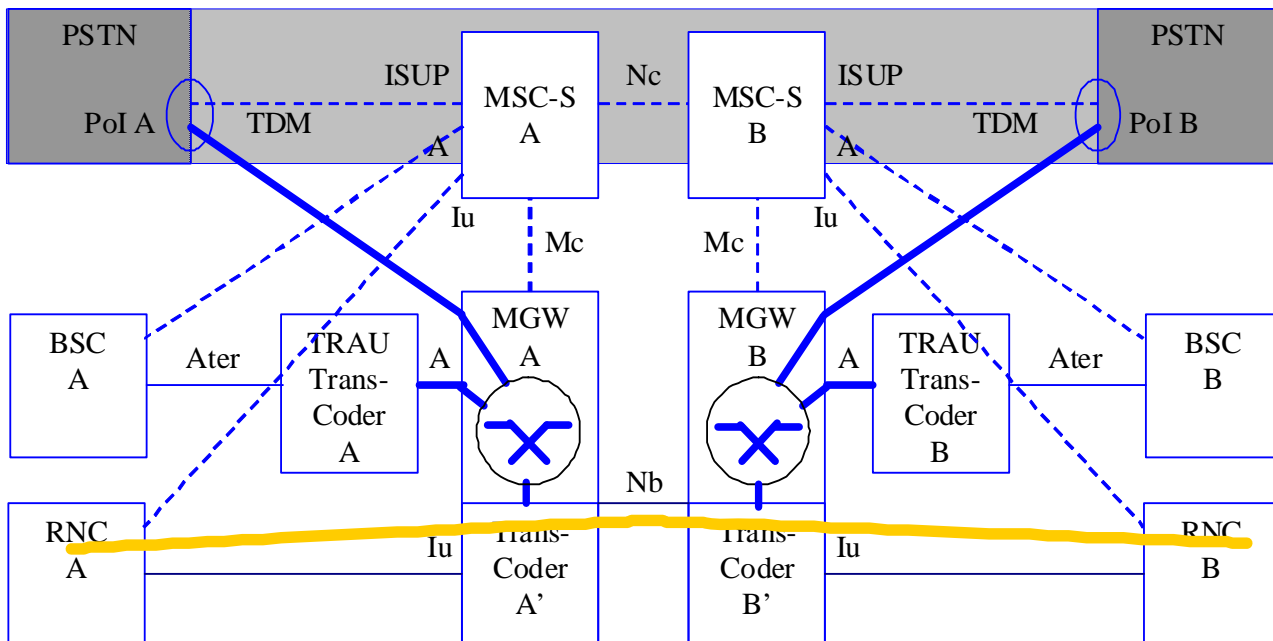 PSTN
PSTN
ISUP
MSC-S
A
Nc
MSC-S
B
ISUP
PoI A
TDM
TDM
PoI B
A
A
Iu
Iu
Mc
Mc
BSC
A
Ater
TRAU
Trans-
Coder
A
A
MGW
A
MGW
B
A
TRAU
Trans-
Coder
B
Ater
BSC
B
Nb
RNC
A
Iu
Trans-
Coder
A’
Trans-
Coder
B’
Iu
RNC
B